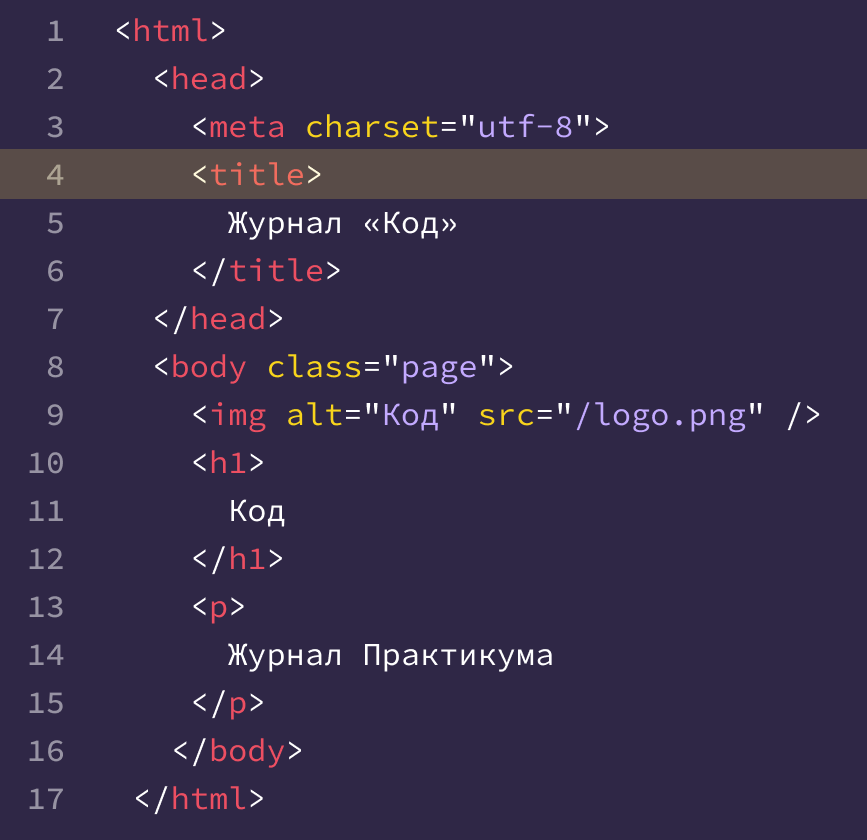 1 <html>
2 <head>
3 <meta charset="utf-8">
4 <title>
5 Журнал «Код»
6 </title>
7 </head>
8 <body class="page">
9 <img alt="Код" src="/logo.png" />
10 <h1>
11 Код
12 </h1>
13 <p>
14 Журнал Практикума
15 </p>
16 </body>
17 </html>